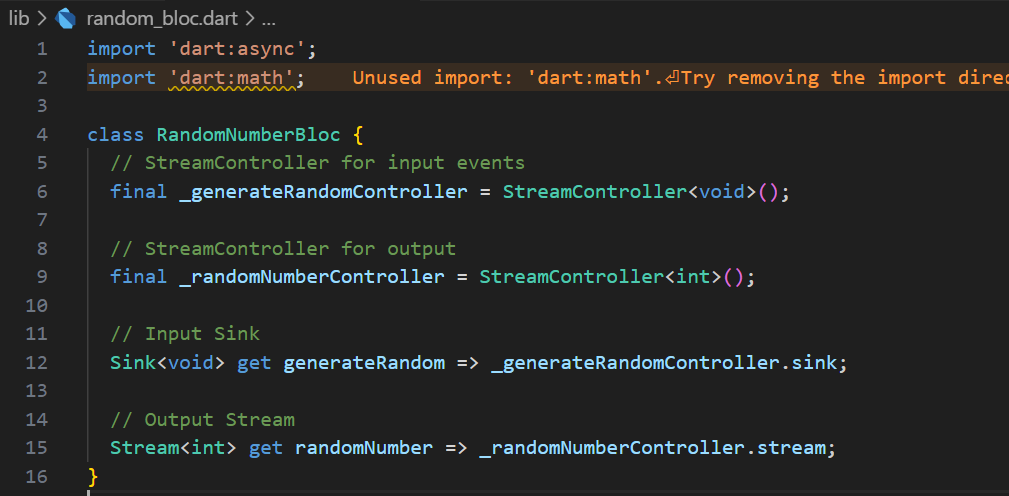 lib > random_bloc.dart > ...
1 import 'dart:async';
2 import 'dart:math'; Unused import: 'dart:math'.⏎Try removing the import direc
3
4 class RandomNumberBloc {
5 // StreamController for input events
6 final _generateRandomController = StreamController<void>();
7
8 // StreamController for output
9 final _randomNumberController = StreamController<int>();
10
11 // Input Sink
12 Sink<void> get generateRandom => _generateRandomController.sink;
13
14 // Output Stream
15 Stream<int> get randomNumber => _randomNumberController.stream;
16 }